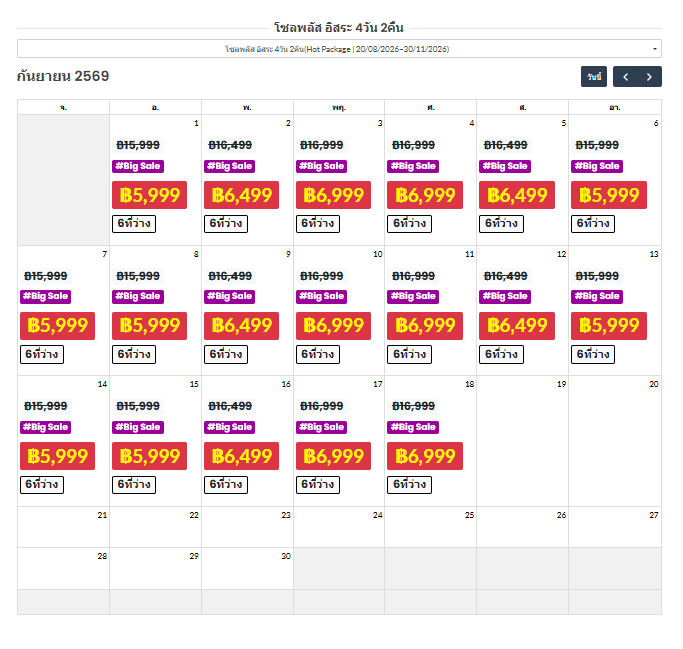 โซลพลัส อิสระ 4วัน 2คืน
โซลพลัส อิสระ 4วัน 2คืน(Hot Package | 20/08/2026-30/11/2026)
กันยายน 2569
วันนี้
จ. อ. พ. พฤ. ศ. ส. อา.
1 2 3 4 5 6
฿15,999 ฿16,499 ฿16,999 ฿16,999 ฿16,499 ฿15,999
#Big Sale #Big Sale #Big Sale #Big Sale #Big Sale #Big Sale
฿5,999 ฿6,499 ฿6,999 ฿6,999 ฿6,499 ฿5,999
6ที่ว่าง 6ที่ว่าง 6ที่ว่าง 6ที่ว่าง 6ที่ว่าง 6ที่ว่าง
7 8 9 10 11 12 13
฿15,999 ฿15,999 ฿16,499 ฿16,999 ฿16,999 ฿16,499 ฿15,999
#Big Sale #Big Sale #Big Sale #Big Sale #Big Sale #Big Sale #Big Sale
฿5,999 ฿5,999 ฿6,499 ฿6,999 ฿6,999 ฿6,499 ฿5,999
6ที่ว่าง 6ที่ว่าง 6ที่ว่าง 6ที่ว่าง 6ที่ว่าง 6ที่ว่าง 6ที่ว่าง
14 15 16 17 18 19 20
฿15,999 ฿15,999 ฿16,499 ฿16,999 ฿16,999
#Big Sale #Big Sale #Big Sale #Big Sale #Big Sale
฿5,999 ฿5,999 ฿6,499 ฿6,999 ฿6,999
6ที่ว่าง 6ที่ว่าง 6ที่ว่าง 6ที่ว่าง 6ที่ว่าง
21 22 23 24 25 26 27
28 29 30